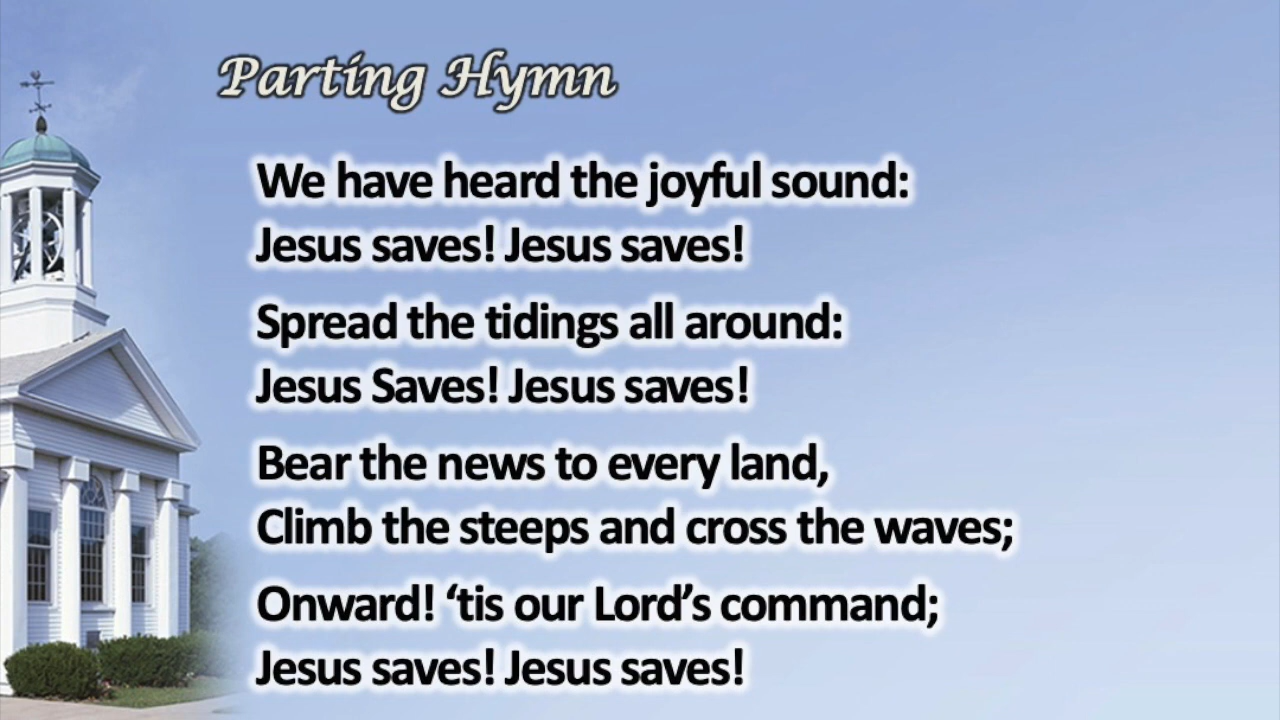 Parting Hymn
We have heard the joyful sound:
Jesus saves! Jesus saves!
Spread the tidings all around:
Jesus Saves! Jesus saves!
Bear the news to every land,
Climb the steeps and cross the waves;
Onward! ‘tis our Lord’s command;
Jesus saves! Jesus saves!